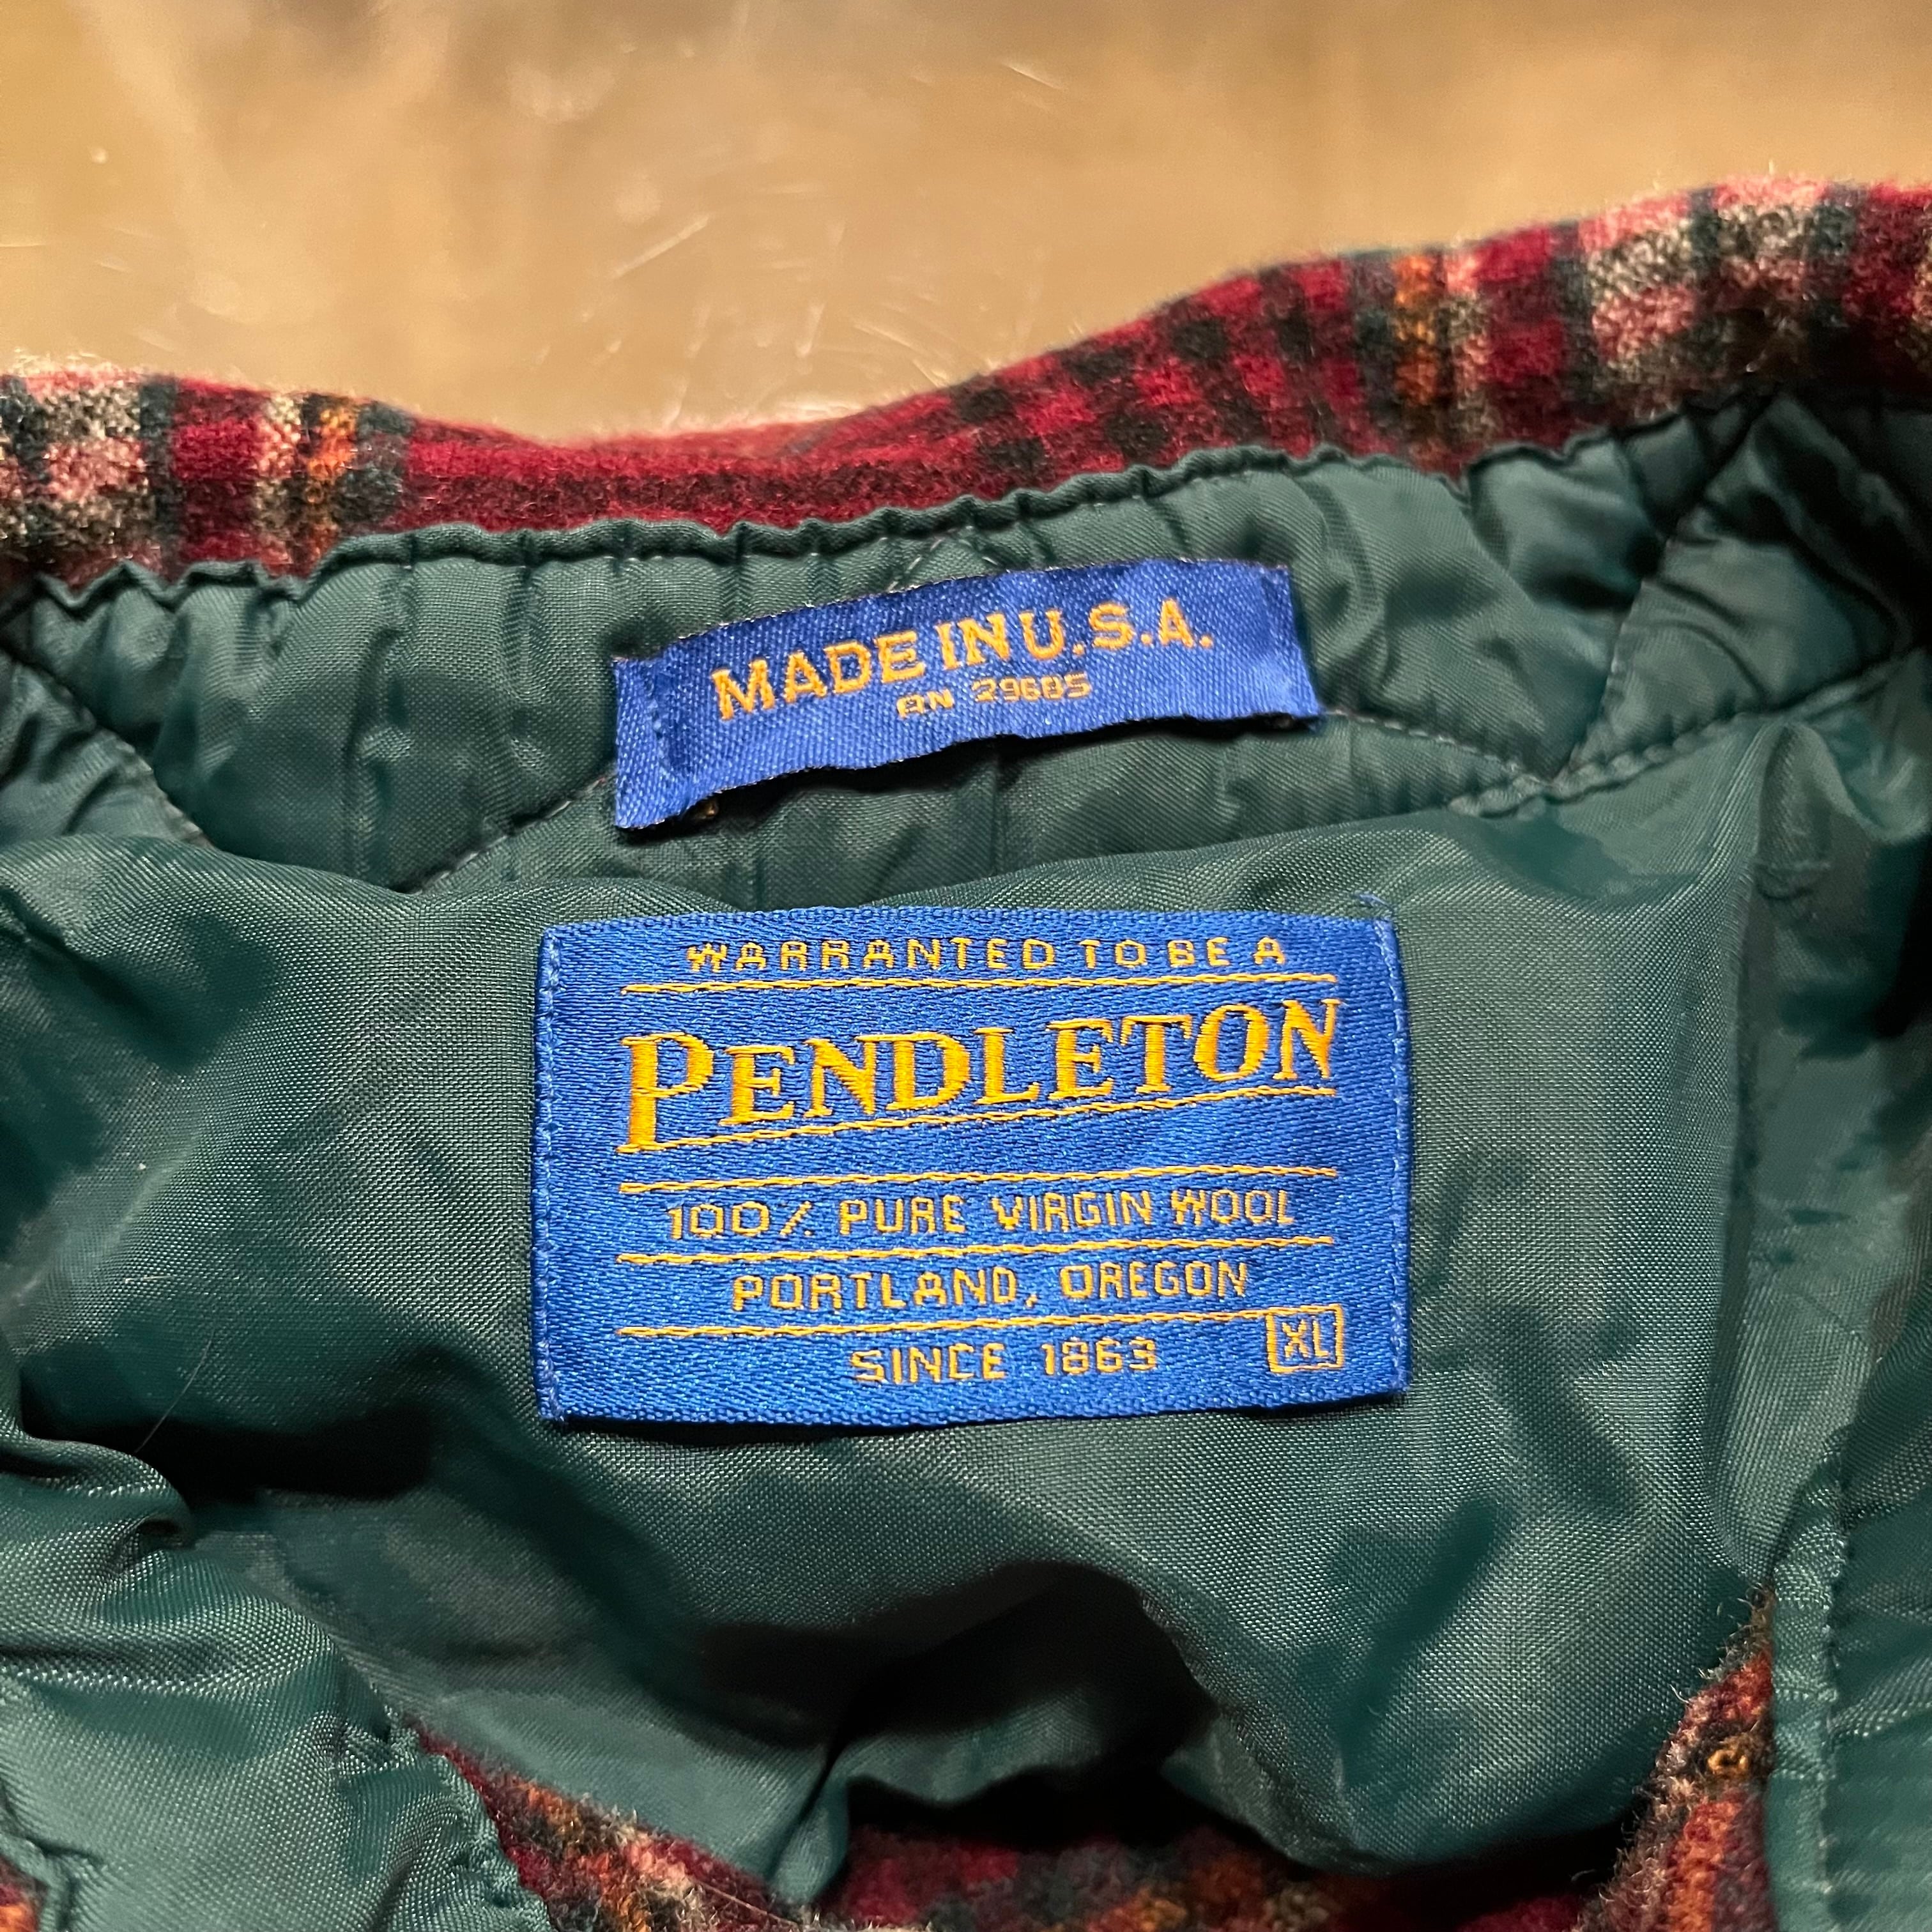 MADE IN U.S.A.
RN 29685
WARRANTED TO BE A
PENDLETON
100% PURE VIRGIN WOOL
PORTLAND, OREGON
SINCE 1863
XL